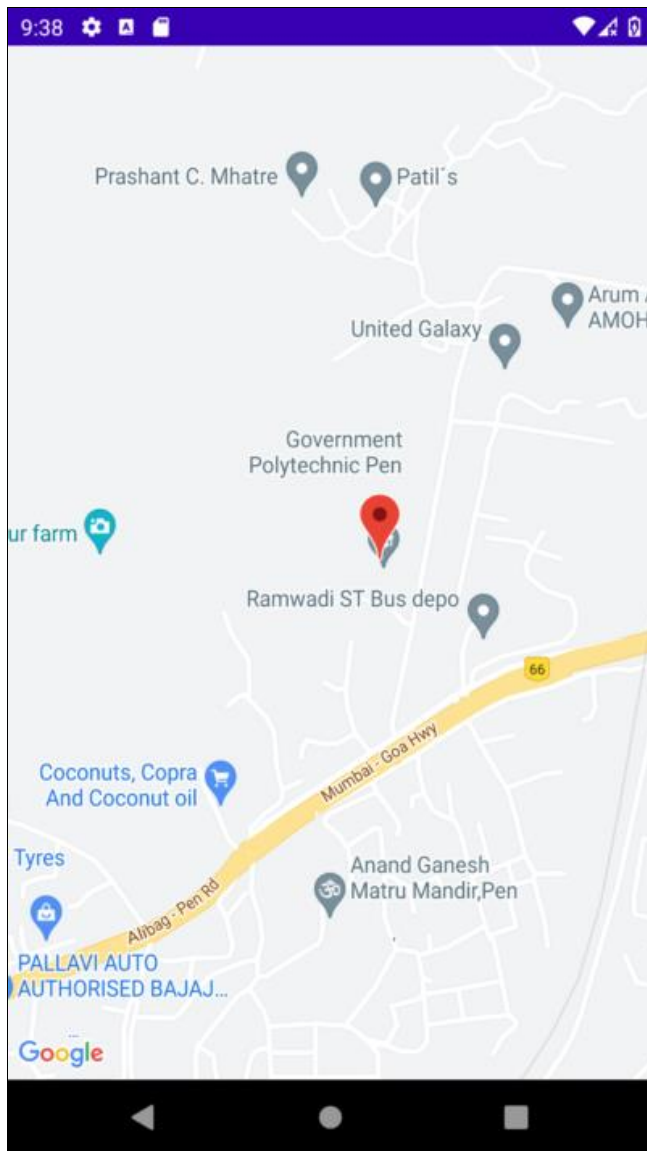 9:38
Prashant C. Mhatre
Patil´s
Arum
AMOH
United Galaxy
Government
Polytechnic Pen
ur farm
Ramwadi ST Bus depo
66
Mumbai - Goa Hwy
Coconuts, Copra
And Coconut oil
Tyres
Anand Ganesh
Matru Mandir,Pen
Alibag - Pen Rd
PALLAVI AUTO
AUTHORISED BAJAJ...
...
Google